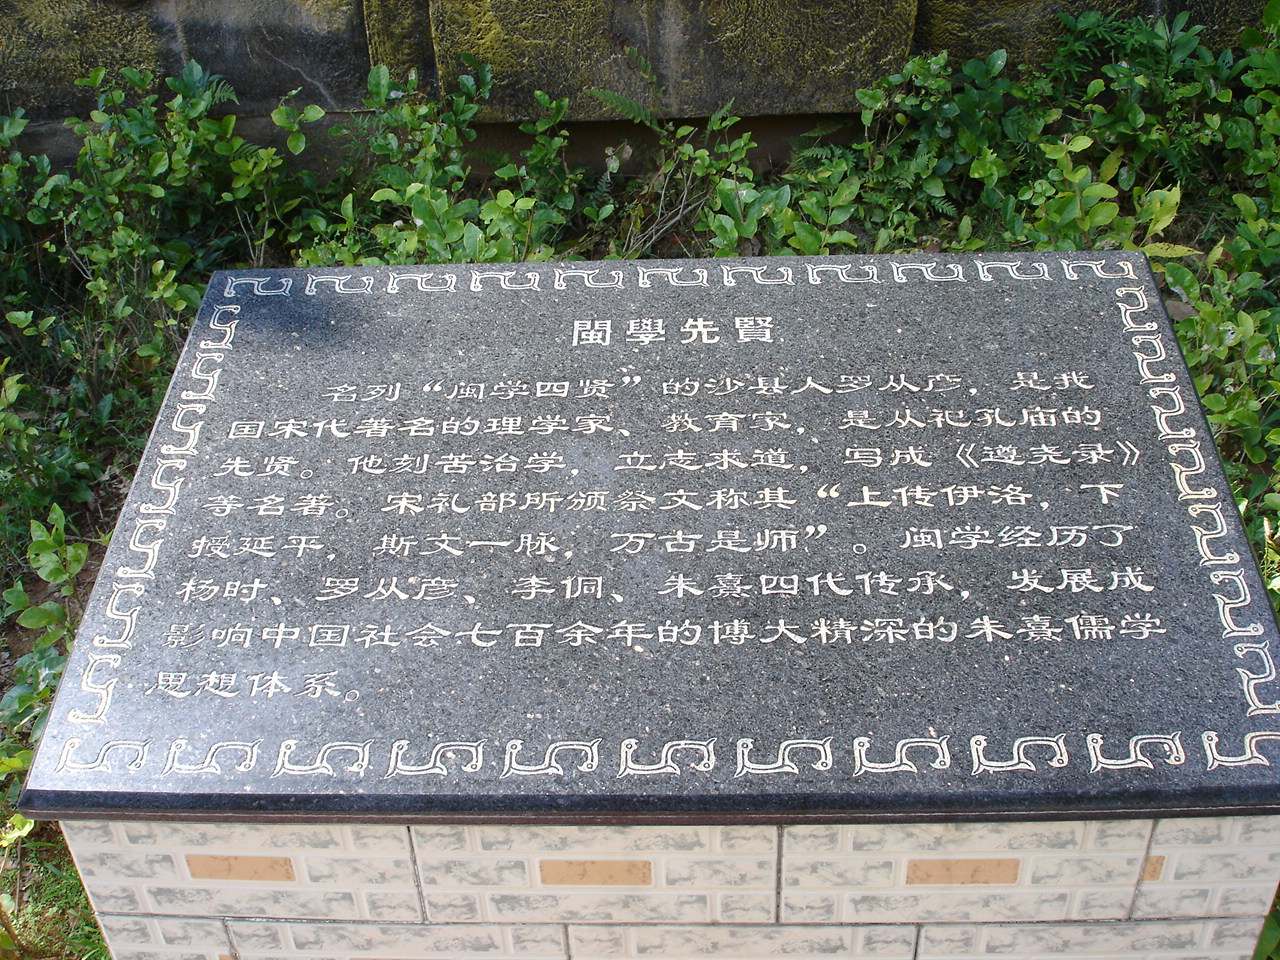 閩學先賢
名列“闽学四贤”的沙县人罗从彦，是我
国宋代著名的理学家、教育家，是从祀孔庙的
先贤。他刻苦治学，立志求道，写成《遵尧录》
等名著。宋礼部所颁祭文称其“上传伊洛，下
授延平，斯文一脉，万古是师”。闽学经历了
杨时、罗从彦、李侗、朱熹四代传承，发展成
影响中国社会七百余年的博大精深的朱熹儒学
思想体系。